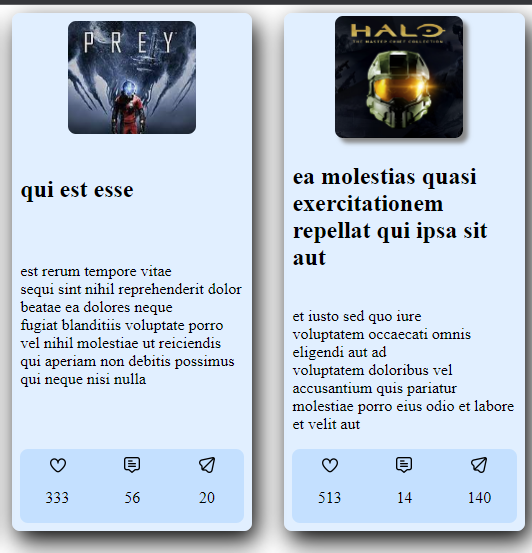 PREY
qui est esse
est rerum tempore vitae
sequi sint nihil reprehenderit dolor
beatae ea dolores neque
fugiat blanditiis voluptate porro
vel nihil molestiae ut reiciendis
qui aperiam non debitis possimus
qui neque nisi nulla
333 56 20
HALO
THE MASTER CHIEF COLLECTION
ea molestias quasi
exercitationem
repellat qui ipsa sit
aut
et iusto sed quo iure
voluptatem occaecati omnis
eligendi aut ad
voluptatem doloribus vel
accusantium quis pariatur
molestiae porro eius odio et labore
et velit aut
513 14 140